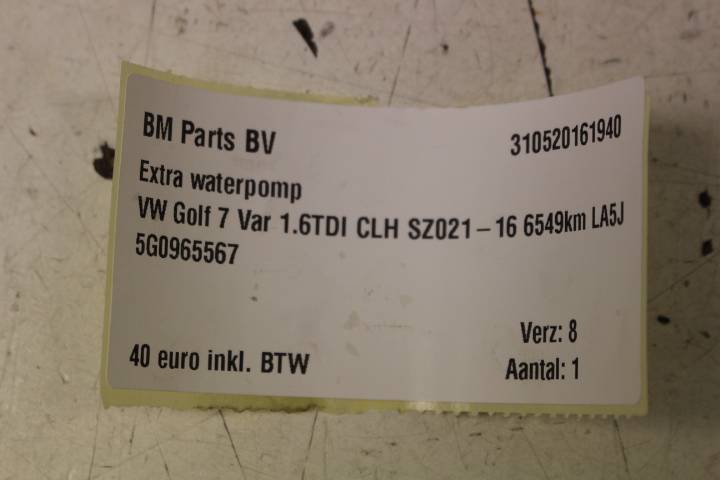 BM Parts BV 310520161940
Extra waterpomp
VW Golf 7 Var 1.6TDI CLH SZ021-16 6549km LA5J
5G0965567
Verz: 8
40 euro inkl. BTW Aantal: 1